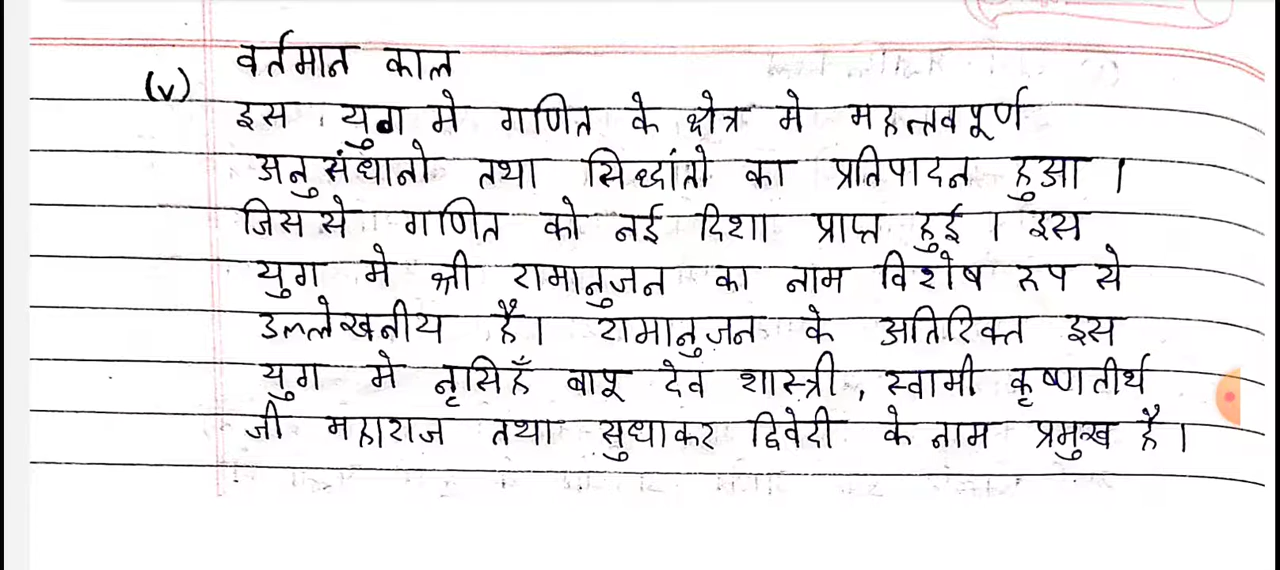 वर्तमान काल
(v)
इस युग मे गणित के क्षेत्र मे महत्तवपूर्ण
अनुसंधानो तथा सिद्धांतो का प्रतिपादन हुआ ।
जिससे गणित को नई दिशा प्राप्त हुई । इस
युग मे श्री रामानुजन का नाम विशेष रूप से
उल्लेखनीय है। रामानुजन के अतिरिक्त इस
युग मे नृसिहँ बापू देव शास्त्री, स्वामी कृष्णतीर्थ
जी महाराज तथा सुधाकर द्विवेदी के नाम प्रमुख है।